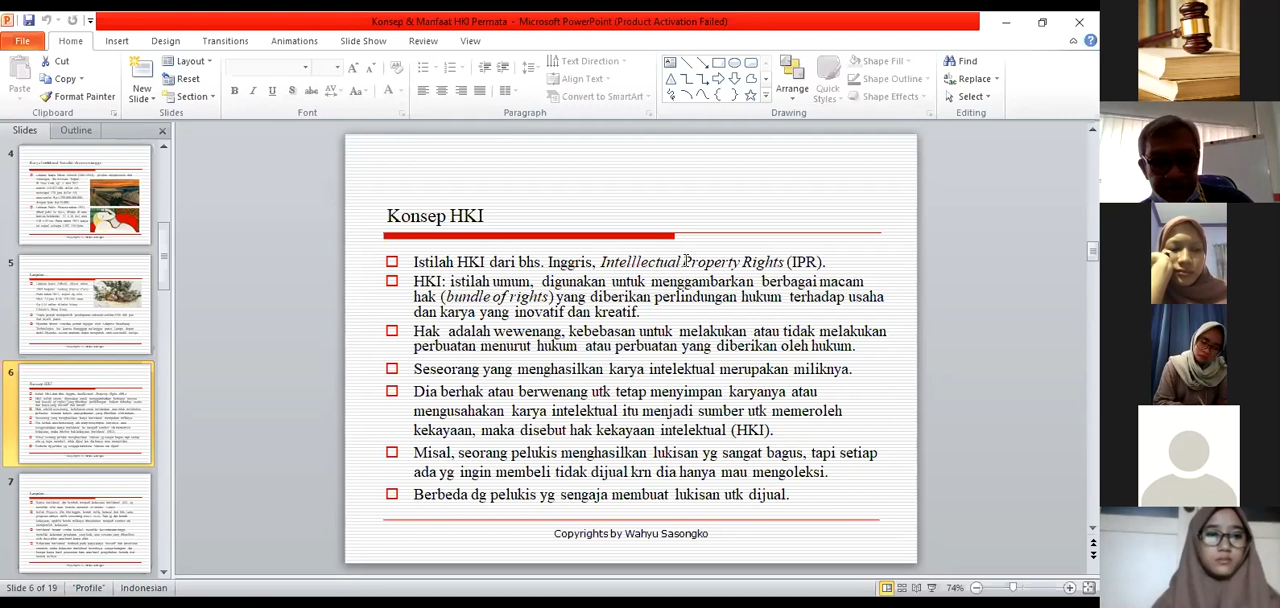 Konsep & Manfaat HKI Permata - Microsoft PowerPoint (Product Activation Failed)
File Home Insert Design Transitions Animations Slide Show Review View
Cut
Copy
Format Painter
Paste
Clipboard
New
Slide
Layout
Reset
Section
Slides
Font
Text Direction
Align Text
Convert to SmartArt
Paragraph
Arrange
Quick
Styles
Shape Fill
Shape Outline
Shape Effects
Drawing
Find
Replace
Select
Editing
Slides Outline
4
5
6
7
Konsep HKI
Istilah HKI dari bhs. Inggris, Intelllectual Property Rights (IPR).
HKI: istilah umum, digunakan untuk menggambarkan berbagai macam
hak (bundle of rights) yang diberikan perlindungan hukum terhadap usaha
dan karya yang inovatif dan kreatif.
Hak adalah wewenang, kebebasan untuk melakukan atau tidak melakukan
perbuatan menurut hukum atau perbuatan yang diberikan oleh hukum.
Seseorang yang menghasilkan karya intelektual merupakan miliknya.
Dia berhak atau berwenang utk tetap menyimpan karyanya atau
mengusahakan karya intelektual itu menjadi sumber utk memeroleh
kekayaan, maka disebut hak kekayaan intelektual (HKI).
Misal, seorang pelukis menghasilkan lukisan yg sangat bagus, tapi setiap
ada yg ingin membeli tidak dijual krn dia hanya mau mengoleksi.
Berbeda dg pelukis yg sengaja membuat lukisan utk dijual.
Copyrights by Wahyu Sasongko
Slide 6 of 19 "Profile" Indonesian 74%